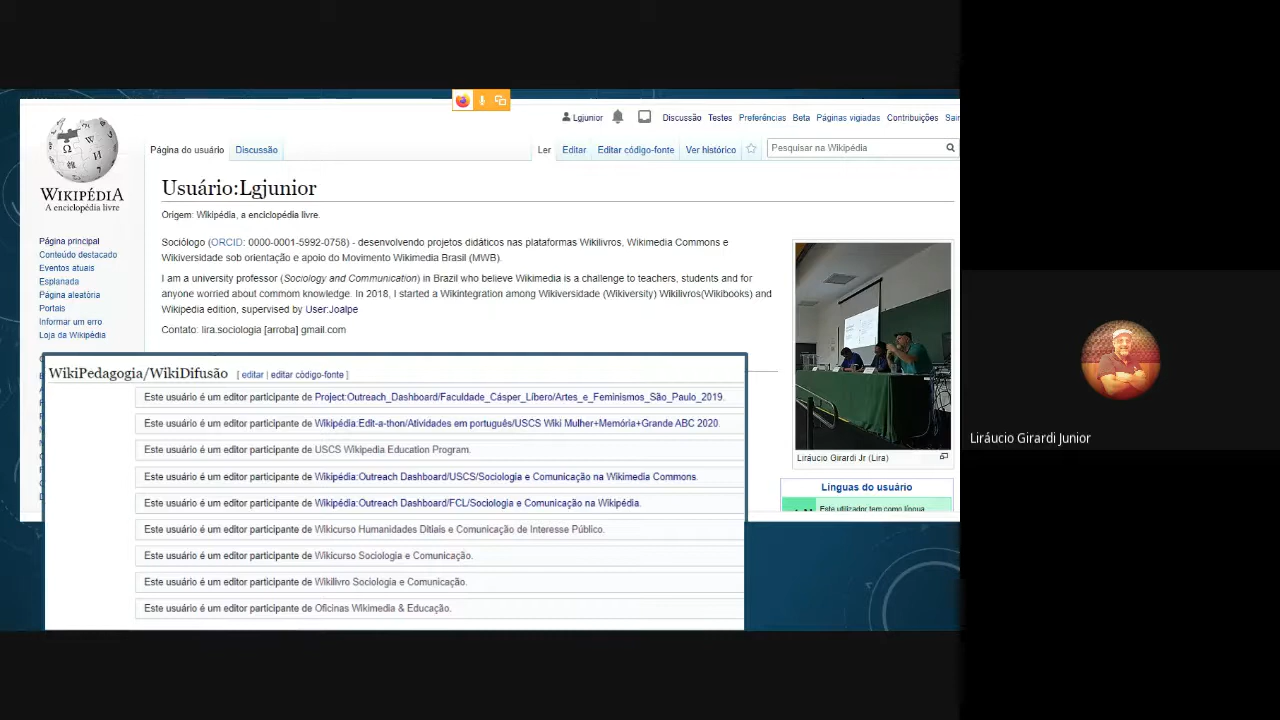 Lgjunior Discussão Testes Preferências Beta Páginas vigiadas Contribuições Sair
Página do usuário Discussão Ler Editar Editar código-fonte Ver histórico Pesquisar na Wikipédia
WIKIPÉDIA
A enciclopédia livre
Página principal
Conteúdo destacado
Eventos atuais
Esplanada
Página aleatória
Portais
Informar um erro
Loja da Wikipédia
Usuário:Lgjunior
Origem: Wikipédia, a enciclopédia livre.
Sociólogo (ORCID: 0000-0001-5992-0758) - desenvolvendo projetos didáticos nas plataformas Wikilivros, Wikimedia Commons e
Wikiversidade sob orientação e apoio do Movimento Wikimedia Brasil (MWB).
I am a university professor (Sociology and Communication) in Brazil who believe Wikimedia is a challenge to teachers, students and for
anyone worried about commom knowledge. In 2018, I started a Wikintegration among Wikiversidade (Wikiversity) Wikilivros(Wikibooks) and
Wikipédia edition, supervised by User:Joalpe
Contato: lira.sociologia [arroba] gmail com
Liráucio Girardi Jr (Lira)
Línguas do usuário
Este utilizador tem como língua
WikiPedagogia/WikiDifusão [ editar | editar código-fonte ]
Este usuário é um editor participante de Project:Outreach_Dashboard/Faculdade_Cásper_Líbero/Artes_e_Feminismos_São_Paulo_2019.
Este usuário é um editor participante de Wikipédia:Edit-a-thon/Atividades em português/USCS Wiki Mulher+Memória+Grande ABC 2020.
Este usuário é um editor participante de USCS Wikipedia Education Program.
Este usuário é um editor participante de Wikipédia:Outreach Dashboard/USCS/Sociologia e Comunicação na Wikimedia Commons.
Este usuário é um editor participante de Wikipédia:Outreach Dashboard/FCL/Sociologia e Comunicação na Wikipédia.
Este usuário é um editor participante de Wikicurso Humanidades Ditiais e Comunicação de Interesse Público.
Este usuário é um editor participante de Wikicurso Sociologia e Comunicação.
Este usuário é um editor participante de Wikilivro Sociologia e Comunicação.
Este usuário é um editor participante de Oficinas Wikimedia & Educação.
Liráucio Girardi Junior